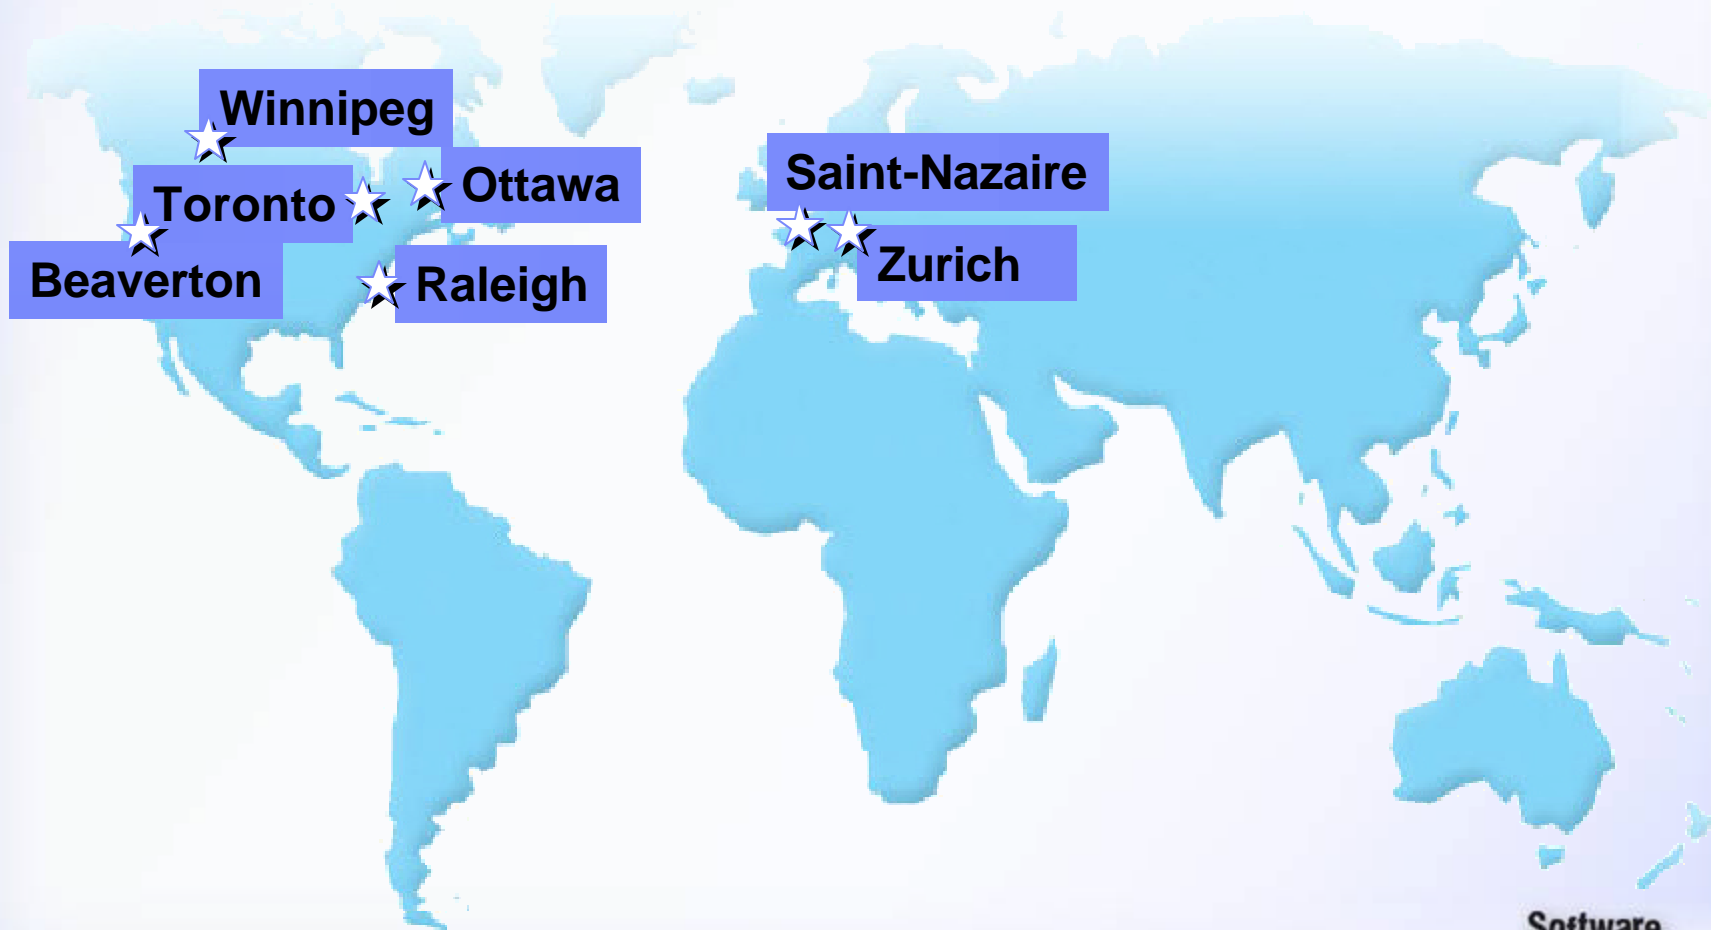 Winnipeg
Saint-Nazaire
Toronto
Ottawa
Beaverton
Raleigh
Zurich
Software